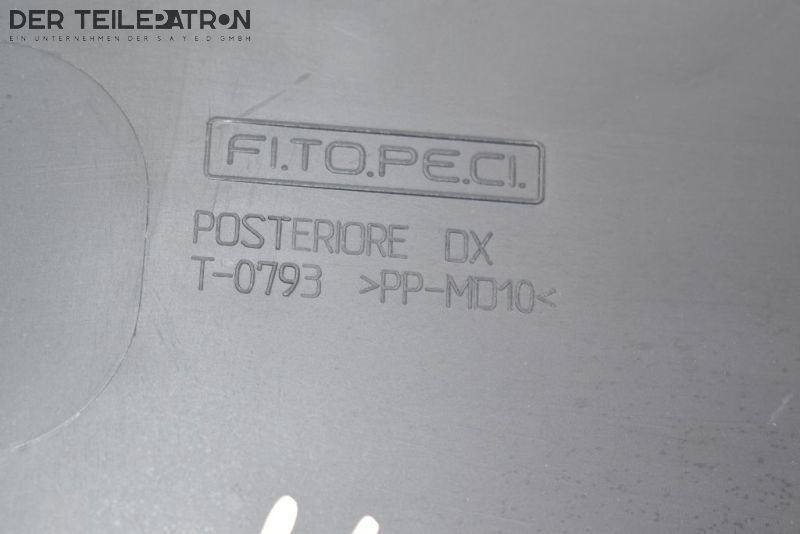 DER TEILEPATRON
EIN UNTERNEHMEN DER S A Y E D GMBH
FI.TO.PE.CI.
POSTERIORE DX
T-0793 >PP-MD10<